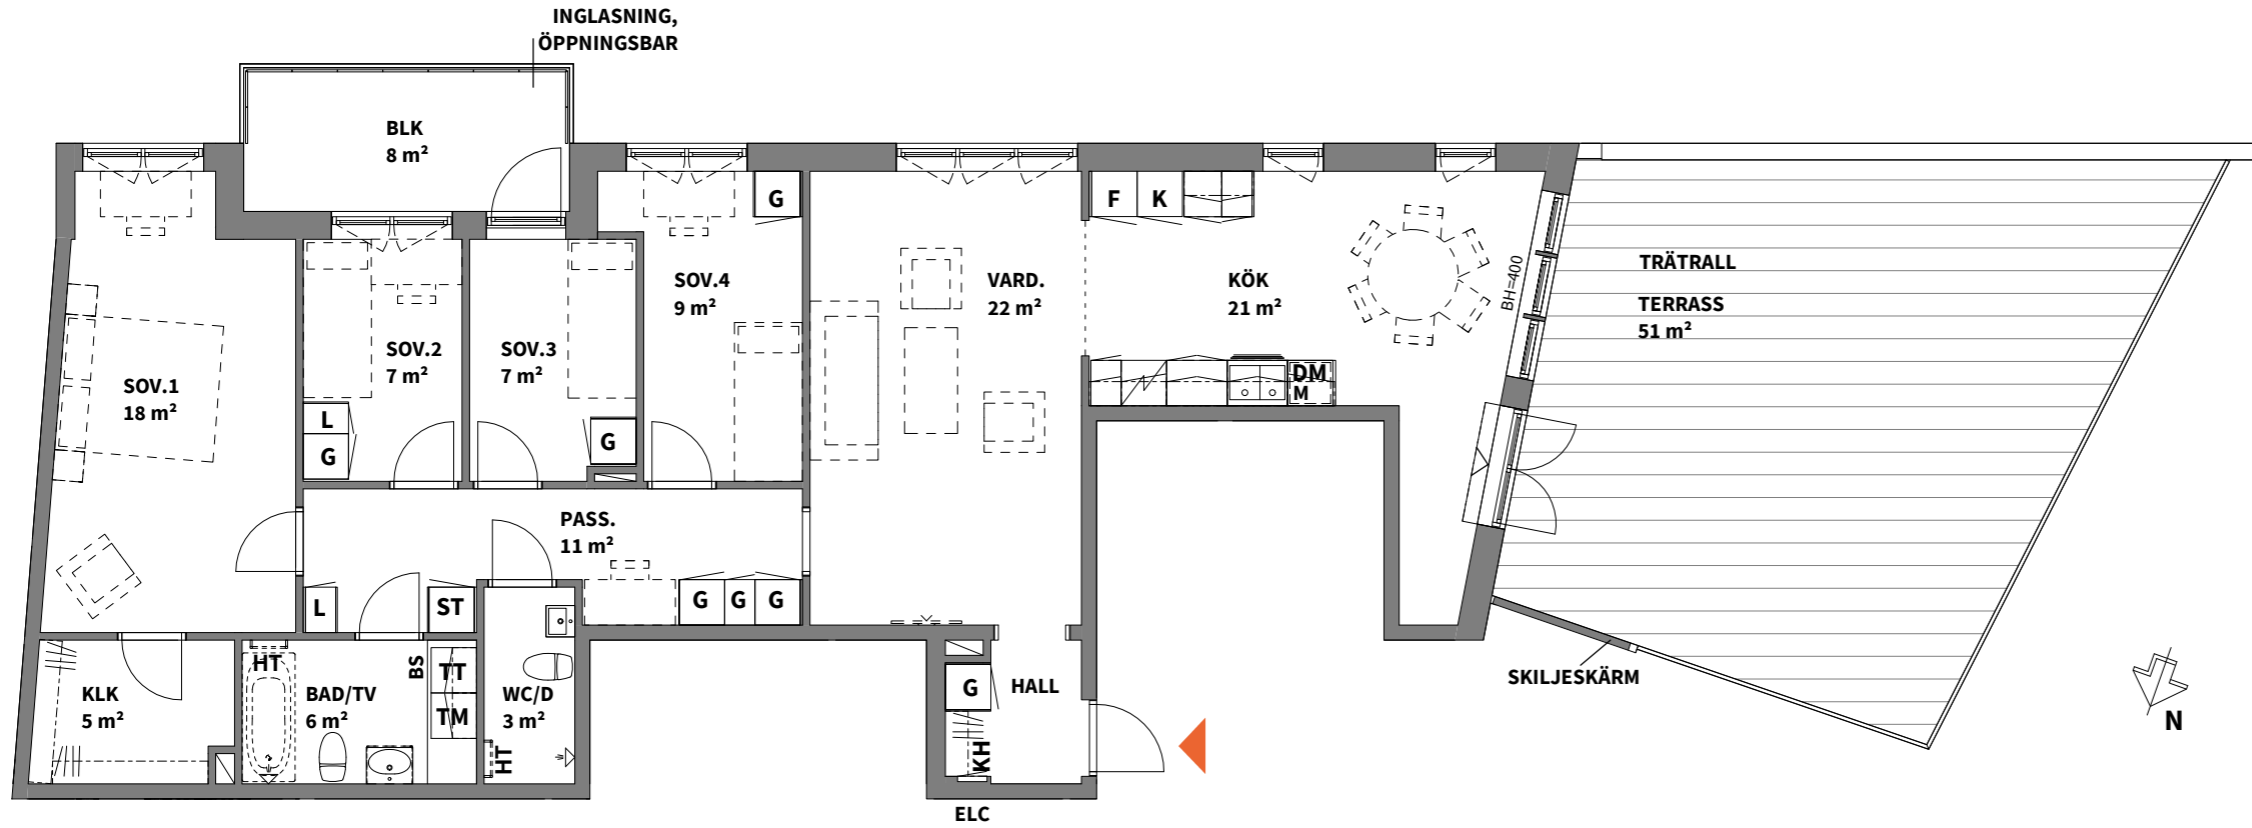 INGLASNING,
ÖPPNINGSBAR
BLK
8 m²
G
F K
TRÄTRALL
TERRASS
51 m²
BH=400
SOV.4
9 m²
VARD.
22 m²
KÖK
21 m²
SOV.2
7 m²
SOV.3
7 m²
SOV.1
18 m²
DM
M
L
G
G
PASS.
11 m²
L
ST
G G G
HT
BS
TT
TM
KLK
5 m²
BAD/TV
6 m²
WC/D
3 m²
HT
G
HALL
KH
ELC
SKILJESKÄRM
N